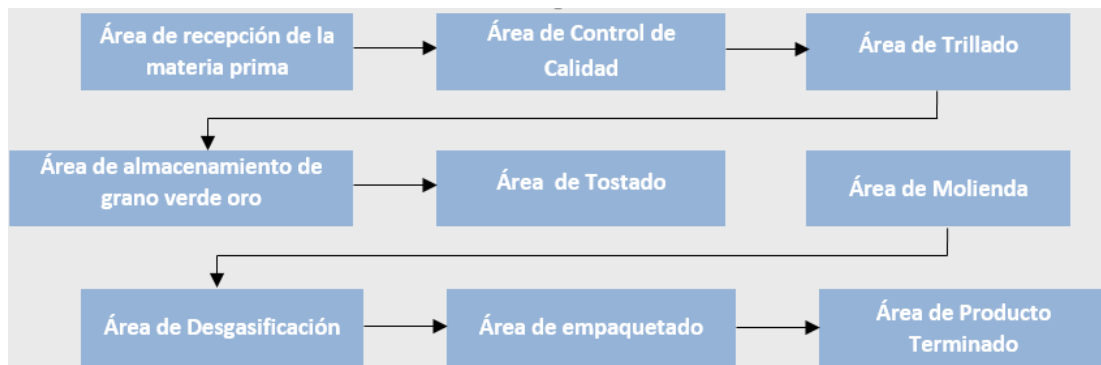 Área de recepción de la
materia prima
Área de Control de
Calidad
Área de Trillado
Área de almacenamiento de
grano verde oro
Área de Tostado
Área de Molienda
Área de Desgasificación
Área de empaquetado
Área de Producto
Terminado